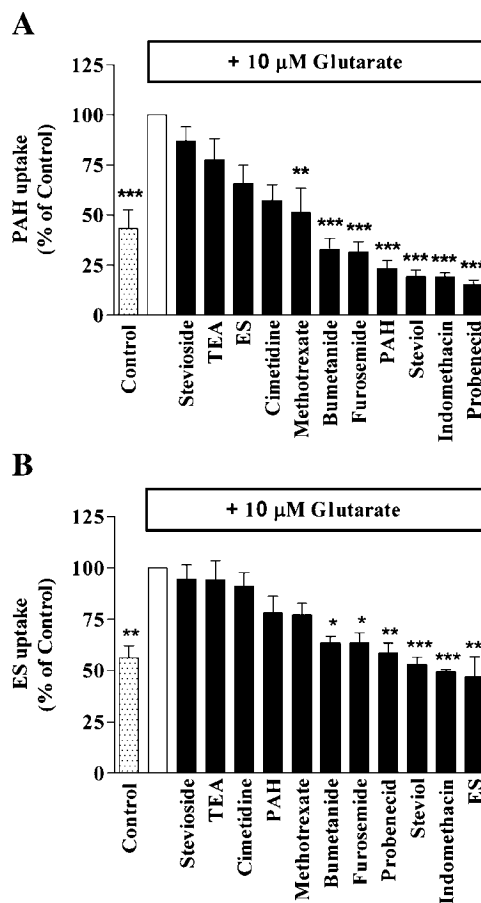 A
+ 10 µM Glutarate
PAH uptake
(% of Control)
125
100
75
50
25
0
***
**
***
***
***
***
***
***
Control
Stevioside
TEA
ES
Cimetidine
Methotrexate
Bumetanide
Furosemide
PAH
Steviol
Indomethacin
Probenecid
B
+ 10 µM Glutarate
ES uptake
(% of Control)
125
100
75
50
25
0
**
*
*
**
***
***
**
Control
Stevioside
TEA
Cimetidine
PAH
Methotrexate
Bumetanide
Furosemide
Probenecid
Steviol
Indomethacin
ES